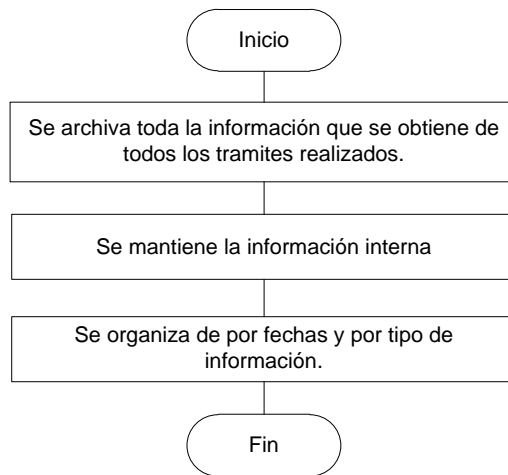 Inicio
Se archiva toda la información que se obtiene de
todos los tramites realizados.
Se mantiene la información interna
Se organiza de por fechas y por tipo de
información.
Fin